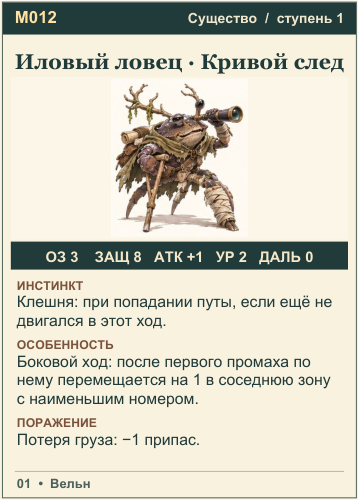 M012
Существо / ступень 1
Иловый ловец · Кривой след
ОЗ 3 ЗАЩ 8 АТК +1 УР 2 ДАЛЬ 0
ИНСТИНКТ
Клешня: при попадании путы, если ещё не
двигался в этот ход.
ОСОБЕННОСТЬ
Боковой ход: после первого промаха по
нему перемещается на 1 в соседнюю зону
с наименьшим номером.
ПОРАЖЕНИЕ
Потеря груза: −1 припас.
01 • Вельн